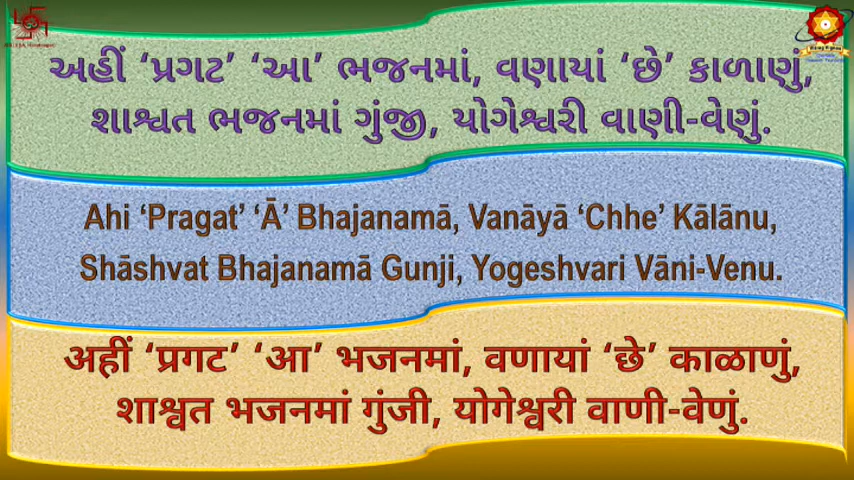 અહીં ‘પ્રગટ’ ‘આ’ ભજનમાં, વણાયાં ‘છે’ કાળાણું,
શાશ્વત ભજનમાં ગુંજી, યોગેશ્વરી વાણી-વેણું.
Ahi ‘Pragat’ ‘Ā’ Bhajanamā, Vanāyā ‘Chhe’ Kālānu,
Shāshvat Bhajanamā Gunji, Yogeshvari Vāni-Venu.
अहीं ‘प्रगट’ ‘आ’ भजनमां, वणायां ‘छे’ काळाणुं,
शाश्वत भजनमां गुंजी, योगेश्वरी वाणी-वेणुं.